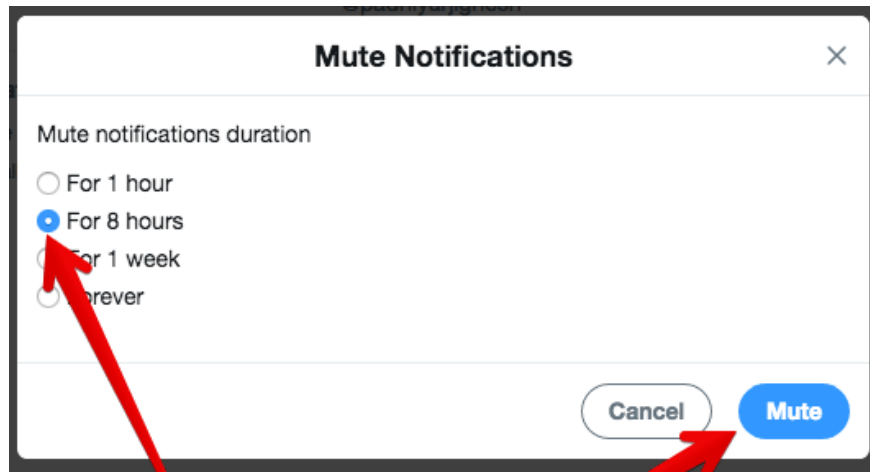 Mute Notifications
Mute notifications duration
For 1 hour
For 8 hours
For 1 week
Forever
Cancel
Mute